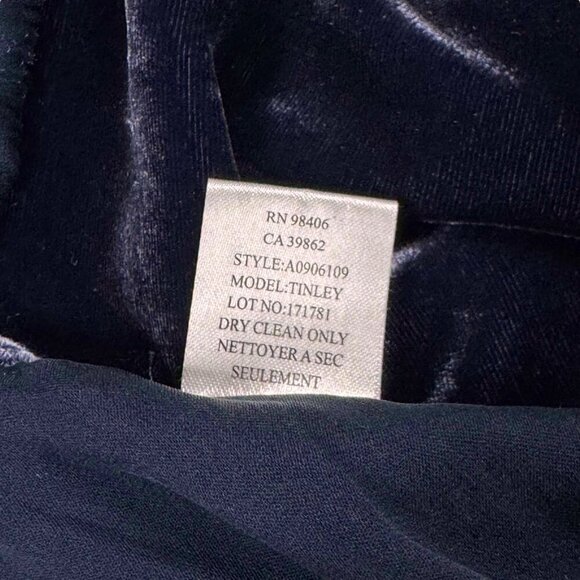 RN 98406
CA 39862
STYLE:A0906109
MODEL:TINLEY
LOT NO:171781
DRY CLEAN ONLY
NETTOYER A SEC
SEULEMENT